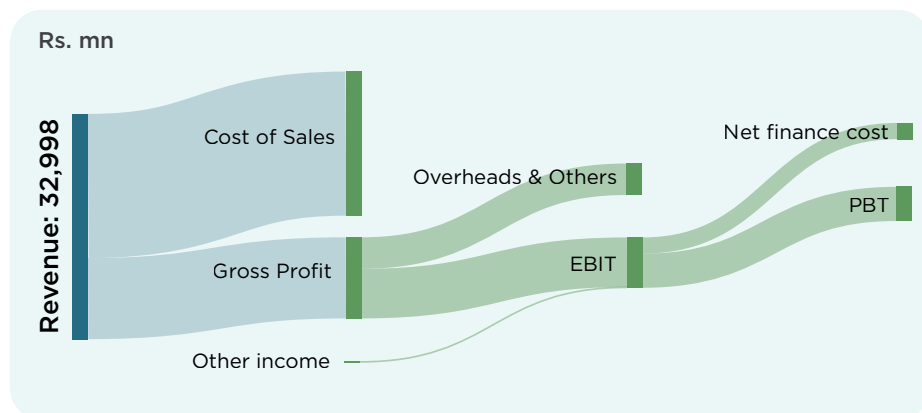 Rs. mn
Revenue: 32,998
Cost of Sales
Gross Profit
Other income
Overheads & Others
EBIT
Net finance cost
PBT